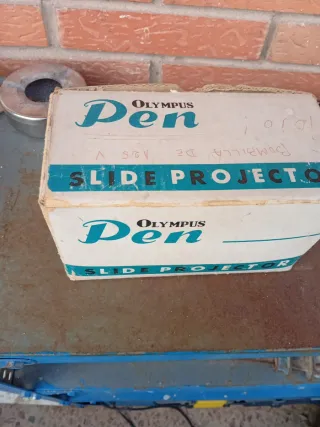 OLYMPUS
Pen
BOMBILLA DE 125 V
SLIDE PROJECTO
OLYMPUS
Pen
SLIDE PROJECTOR